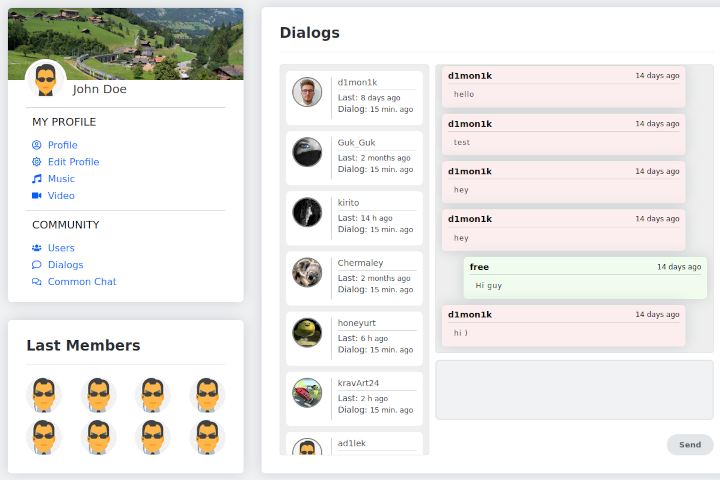 John Doe
MY PROFILE
Profile
Edit Profile
Music
Video
COMMUNITY
Users
Dialogs
Common Chat
Last Members
Dialogs
d1mon1k
Last: 8 days ago
Dialog: 15 min. ago
Guk_Guk
Last: 2 months ago
Dialog: 15 min. ago
kirito
Last: 14 h ago
Dialog: 15 min. ago
Chermaley
Last: 2 months ago
Dialog: 15 min. ago
honeyurt
Last: 6 h ago
Dialog: 15 min. ago
kravArt24
Last: 2 h ago
Dialog: 15 min. ago
ad1lek
d1mon1k 14 days ago
hello
d1mon1k 14 days ago
test
d1mon1k 14 days ago
hey
d1mon1k 14 days ago
hey
free 14 days ago
Hi guy
d1mon1k 14 days ago
hi )
Send